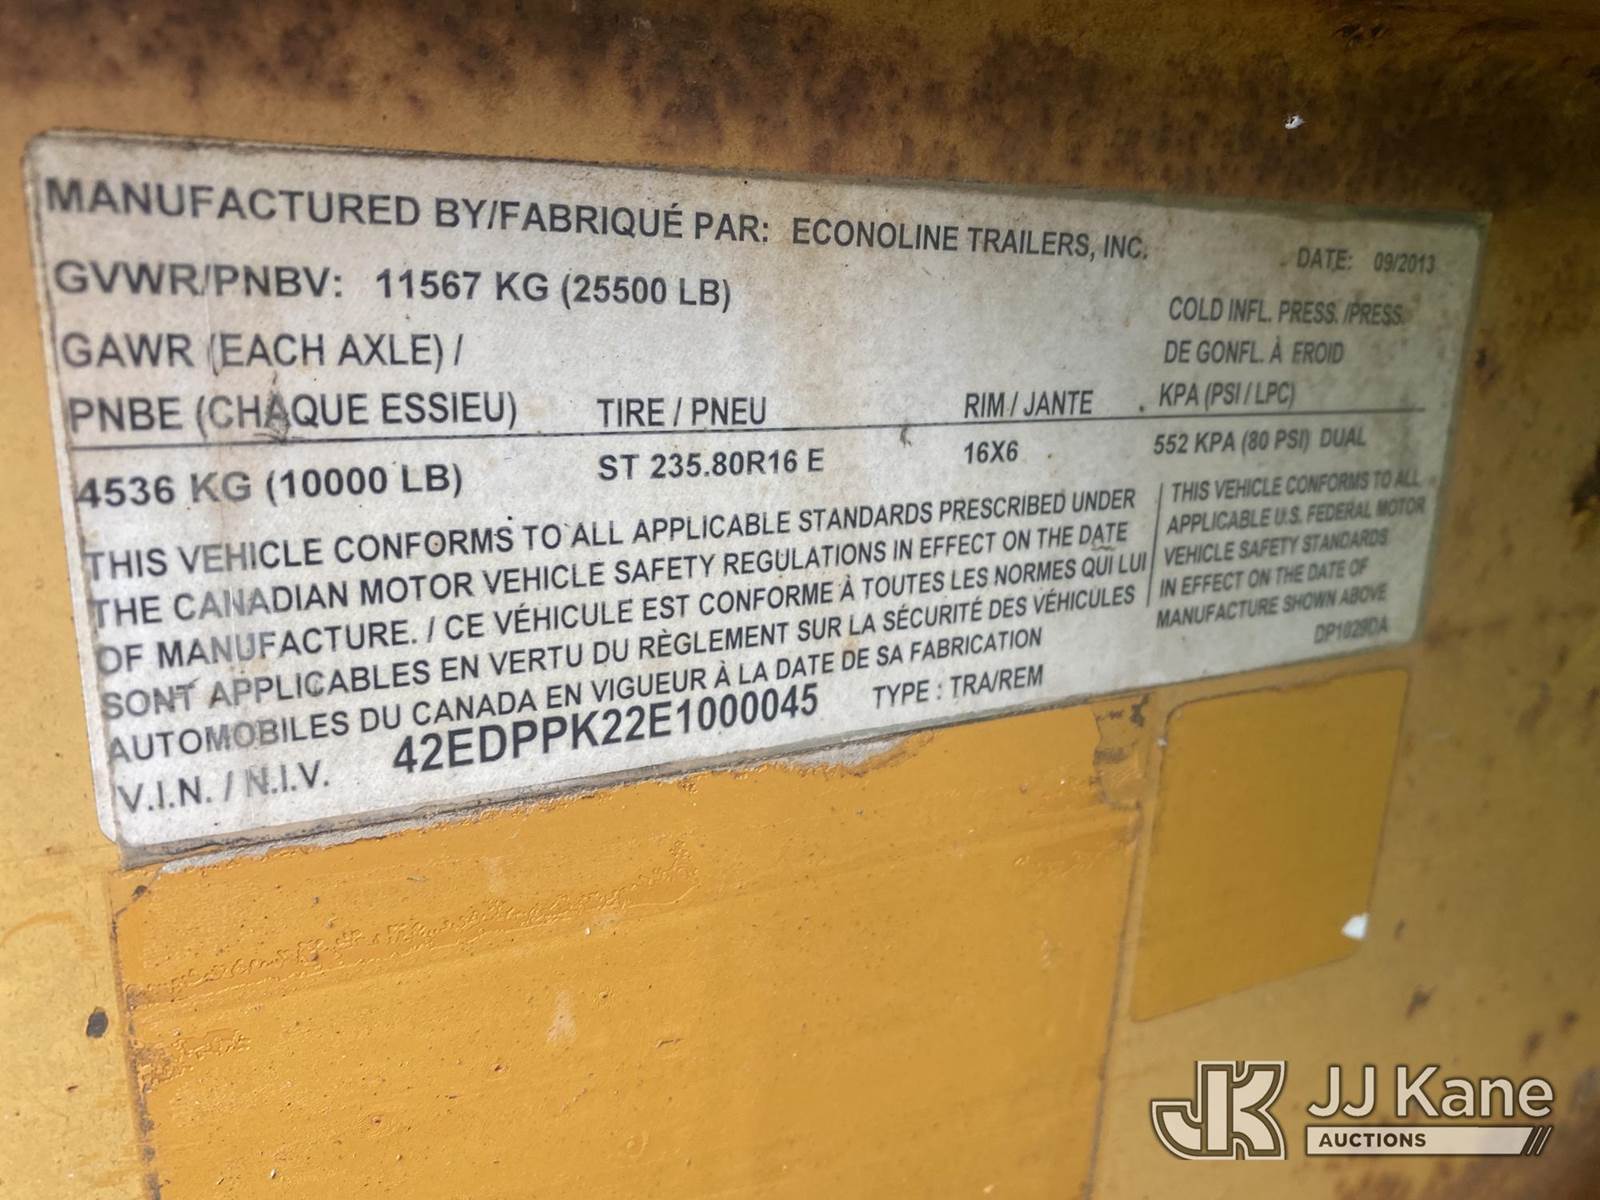 MANUFACTURED BY/FABRIQUÉ PAR: ECONOLINE TRAILERS, INC.
DATE: 09/2013
GVWR/PNBV: 11567 KG (25500 LB)
COLD INFL. PRESS. /PRESS.
GAWR (EACH AXLE) /
DE GONFL. À FROID
PNBE (CHAQUE ESSIEU) TIRE / PNEU RIM / JANTE KPA (PSI / LPC)
4536 KG (10000 LB) ST 235.80R16 E 16X6 552 KPA (80 PSI) DUAL
THIS VEHICLE CONFORMS TO ALL APPLICABLE STANDARDS PRESCRIBED UNDER
THE CANADIAN MOTOR VEHICLE SAFETY REGULATIONS IN EFFECT ON THE DATE
OF MANUFACTURE. / CE VÉHICULE EST CONFORME À TOUTES LES NORMES QUI LUI
SONT APPLICABLES EN VERTU DU RÈGLEMENT SUR LA SÉCURITÉ DES VÉHICULES
AUTOMOBILES DU CANADA EN VIGUEUR À LA DATE DE SA FABRICATION
THIS VEHICLE CONFORMS TO ALL
APPLICABLE U.S. FEDERAL MOTOR
VEHICLE SAFETY STANDARDS
IN EFFECT ON THE DATE OF
MANUFACTURE SHOWN ABOVE
DP1029DA
V.I.N. / N.I.V. 42EDPPK22E1000045 TYPE : TRA/REM
JK JJ Kane
AUCTIONS